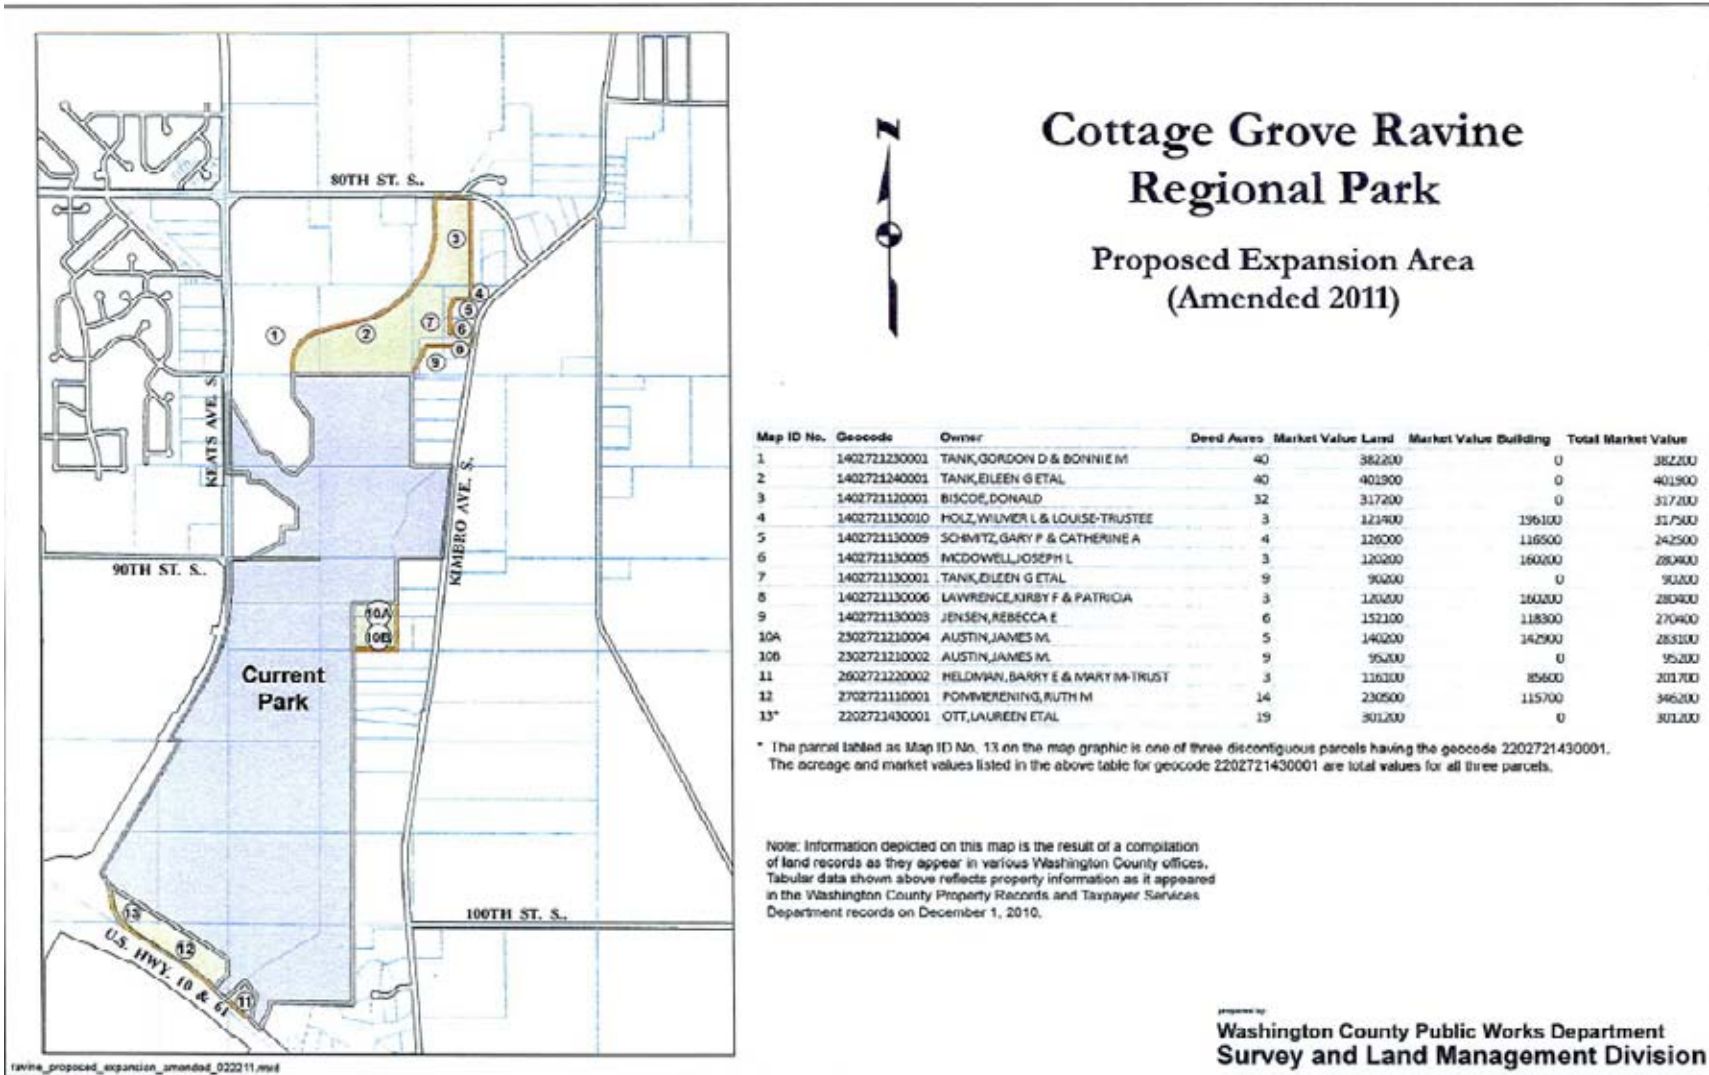 Cottage Grove Ravine
Regional Park
Proposed Expansion Area
(Amended 2011)
N
80TH ST. S..
3
4
5
1
2
7
6
8
9
KEATS AVE. S.
KIMBRO AVE. S.
90TH ST. S..
10A
10B
Current
Park
13
12
11
U.S. HWY. 10 & 61
100TH ST. S..
Map ID No. Geocode Owner Deed Acres Market Value Land Market Value Building Total Market Value
1 1402721230001 TANK,GORDON D & BONNIE M 40 382200 0 382200
2 1402721240001 TANK,EILEEN G ETAL 40 401900 0 401900
3 1402721120001 BISCOE,DONALD 32 317200 0 317200
4 1402721130010 HOLZ,WILMER L & LOUISE-TRUSTEE 3 121400 196100 317500
5 1402721130009 SCHMITZ,GARY P & CATHERINE A 4 126000 116500 242500
6 1402721130005 MCDOWELL,JOSEPH L 3 120200 160200 280400
7 1402721130001 TANK,EILEEN G ETAL 9 90200 0 90200
8 1402721130006 LAWRENCE,KIRBY F & PATRICIA 3 120200 160200 280400
9 1402721130003 JENSEN,REBECCA E 6 152100 118300 270400
10A 2302721210004 AUSTIN,JAMES M. 5 140200 142900 283100
10B 2302721210002 AUSTIN,JAMES M. 9 95200 0 95200
11 2602721220002 HELDMAN,BARRY E & MARY M-TRUST 3 116100 85600 201700
12 2702721110001 POMMERENING,RUTH M 14 230500 115700 346200
13* 2202721430001 OTT,LAUREEN ETAL 19 301200 0 301200
* The parcel labled as Map ID No. 13 on the map graphic is one of three discontiguous parcels having the geocode 2202721430001.
The acreage and market values listed in the above table for geocode 2202721430001 are total values for all three parcels.
Note: Information depicted on this map is the result of a compilation
of land records as they appear in various Washington County offices.
Tabular data shown above reflects property information as it appeared
in the Washington County Property Records and Taxpayer Services
Department records on December 1, 2010.
prepared by:
Washington County Public Works Department
Survey and Land Management Division
ravine_proposed_expansion_amended_022211.mxd